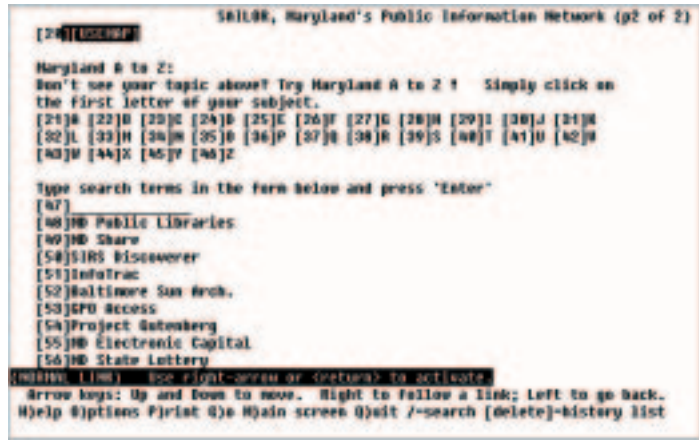 SAILOR, Maryland's Public Information Network (p2 of 2)
[20][USEMAP]
Maryland A to Z:
Don't see your topic above? Try Maryland A to Z ! Simply click on
the first letter of your subject.
[21]A [22]B [23]C [24]D [25]E [26]F [27]G [28]H [29]I [30]J [31]K
[32]L [33]M [34]N [35]O [36]P [37]Q [38]R [39]S [40]T [41]U [42]V
[43]W [44]X [45]Y [46]Z
Type search terms in the form below and press "Enter"
[47]_______________
[48]MD Public Libraries
[49]MD Share
[50]SIRS Discoverer
[51]InfoTrac
[52]Baltimore Sun Arch.
[53]GPO Access
[54]Project Gutenberg
[55]MD Electronic Capital
[56]MD State Lottery
(NORMAL LINK) Use right-arrow or <return> to activate.
Arrow keys: Up and Down to move. Right to follow a link; Left to go back.
H)elp O)ptions P)rint G)o M)ain screen Q)uit /=search [delete]=history list